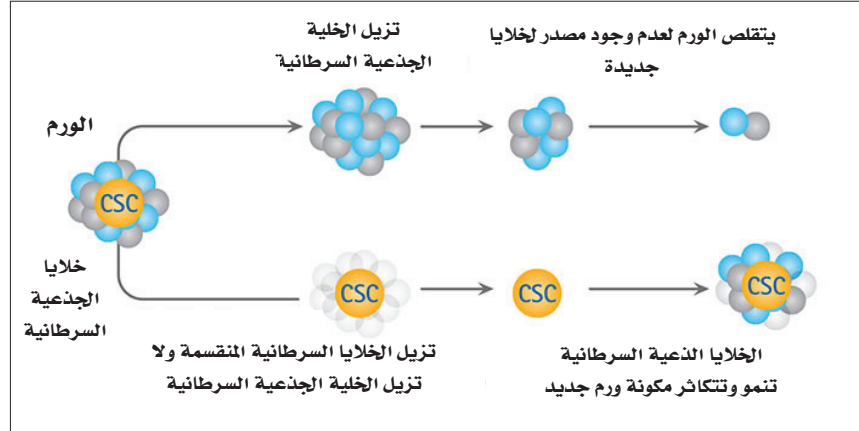 تزيل الخلية
الجذعية السرطانية
يتقلص الورم لعدم وجود مصدر لخلايا
جديدة
الورم
CSC
خلايا
الجذعية
السرطانية
CSC
CSC
CSC
تزيل الخلايا السرطانية المنقسمة ولا
تزيل الخلية الجذعية السرطانية
الخلايا الذعية السرطانية
تنمو وتتكاثر مكونة ورم جديد